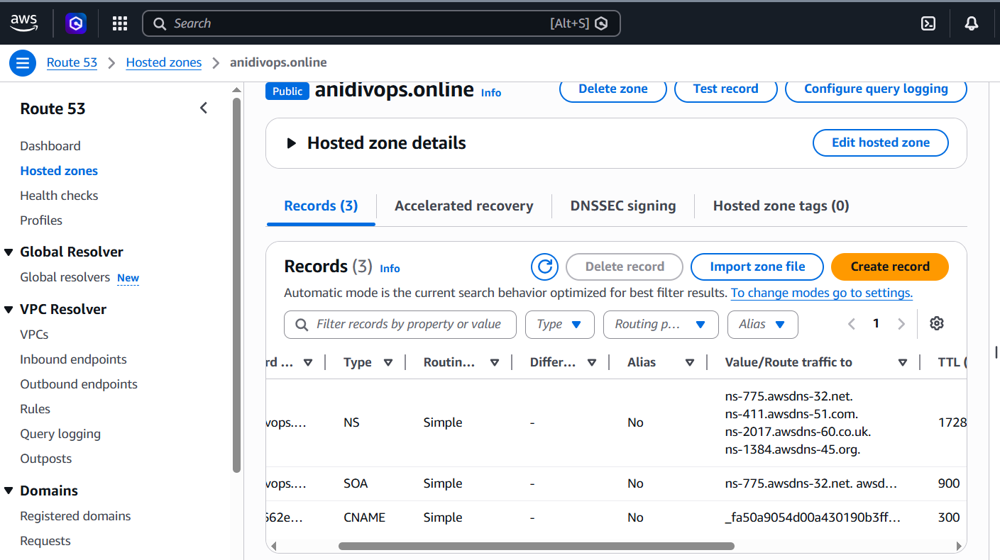 aws
Search [Alt+S]
Route 53 Hosted zones anidivops.online
Route 53
Dashboard
Hosted zones
Health checks
Profiles
Global Resolver
Global resolvers New
VPC Resolver
VPCs
Inbound endpoints
Outbound endpoints
Rules
Query logging
Outposts
Domains
Registered domains
Requests
Public anidivops.online Info Delete zone Test record Configure query logging
Hosted zone details Edit hosted zone
Records (3) Accelerated recovery DNSSEC signing Hosted zone tags (0)
Records (3) Info Delete record Import zone file Create record
Automatic mode is the current search behavior optimized for best filter results. To change modes go to settings.
Filter records by property or value Type Routing p... Alias 1
rd ... Type Routin... Differ... Alias Value/Route traffic to TTL (
ns-775.awsdns-32.net.
ns-411.awsdns-51.com.
vops.... NS Simple - No 1728
ns-2017.awsdns-60.co.uk.
ns-1384.awsdns-45.org.
vops.... SOA Simple - No ns-775.awsdns-32.net. awsd... 900
662e... CNAME Simple - No _fa50a9054d00a430190b3ff... 300